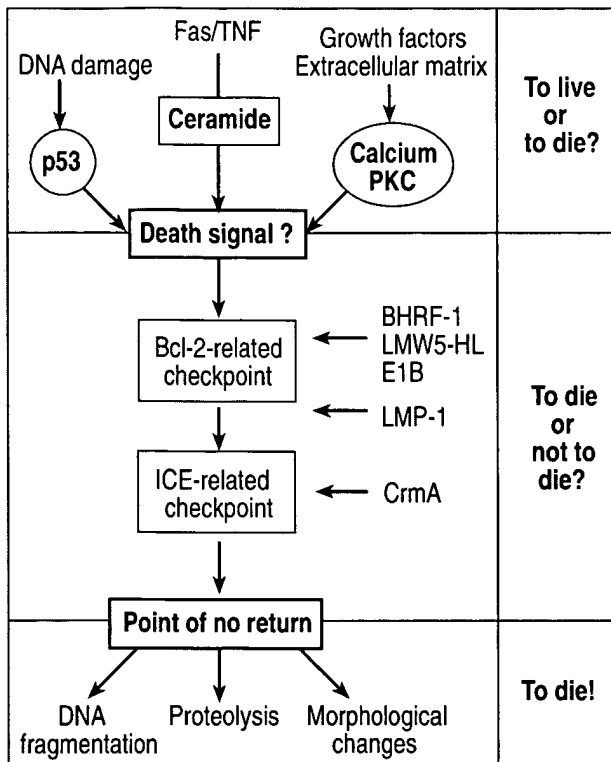 Fas/TNF
DNA damage
Growth factors
Extracellular matrix
To live
or
to die?
Ceramide
p53
Calcium
PKC
Death signal ?
Bcl-2-related
checkpoint
BHRF-1
LMW5-HL
E1B
LMP-1
To die
or
not to
die?
ICE-related
checkpoint
CrmA
Point of no return
DNA
fragmentation
Proteolysis
Morphological
changes
To die!